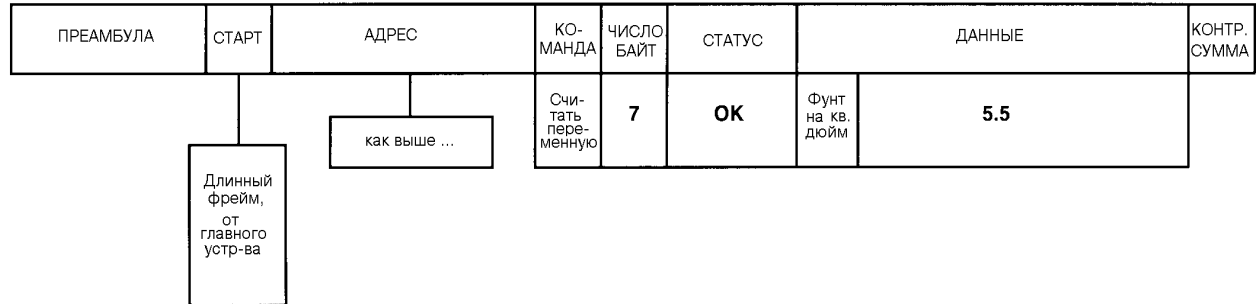 ПРЕАМБУЛА
СТАРТ
АДРЕС
КО-
МАНДА
ЧИСЛО
БАЙТ
СТАТУС
ДАННЫЕ
КОНТР.
СУММА
Счи-
тать
пере-
менную
7
OK
Фунт
на кв.
дюйм
5.5
как выше ...
Длинный
фрейм,
от
главного
устр-ва